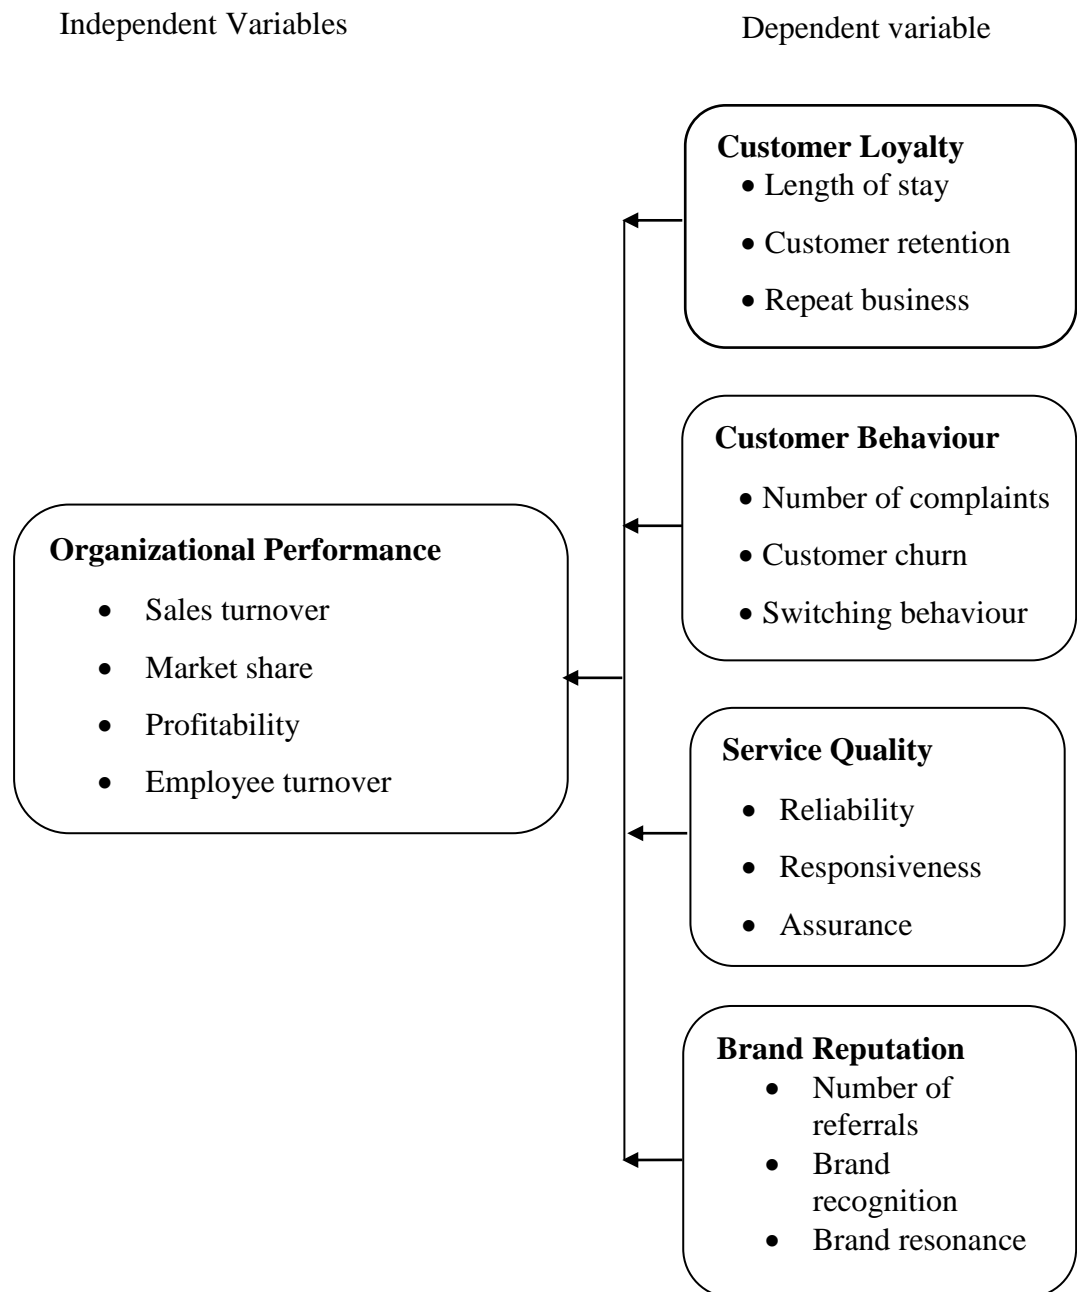 Independent Variables
Dependent variable
Customer Loyalty
• Length of stay
• Customer retention
• Repeat business
Customer Behaviour
• Number of complaints
• Customer churn
• Switching behaviour
Organizational Performance
• Sales turnover
• Market share
• Profitability
• Employee turnover
Service Quality
• Reliability
• Responsiveness
• Assurance
Brand Reputation
• Number of
referrals
• Brand
recognition
• Brand resonance